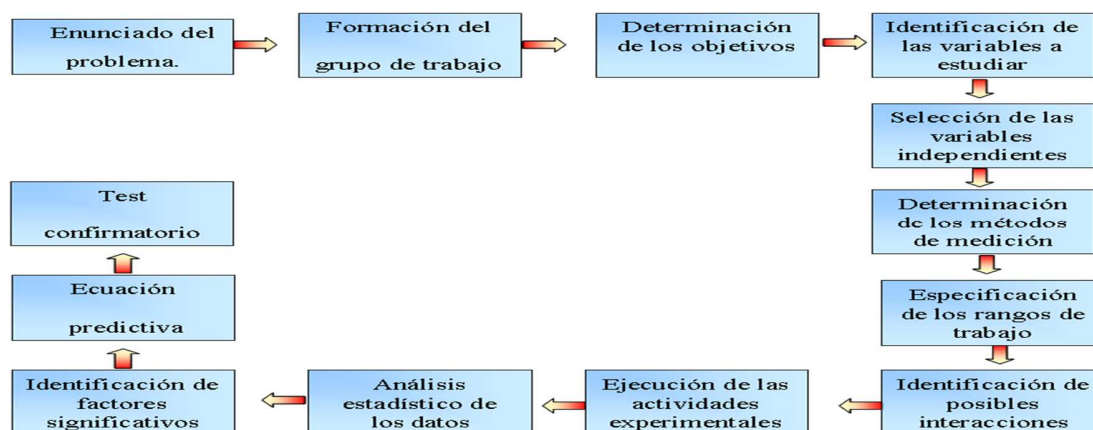 Enunciado del
problema.
Formación del
grupo de trabajo
Determinación
de los objetivos
Identificación de
las variables a
estudiar
Selección de las
variables
independientes
Determinación
de los métodos
de medición
Especificación
de los rangos de
trabajo
Identificación de
posibles
interacciones
Ejecución de las
actividades
experimentales
Análisis
estadístico de
los datos
Identificación de
factores
significativos
Ecuación
predictiva
Test
confirmatorio